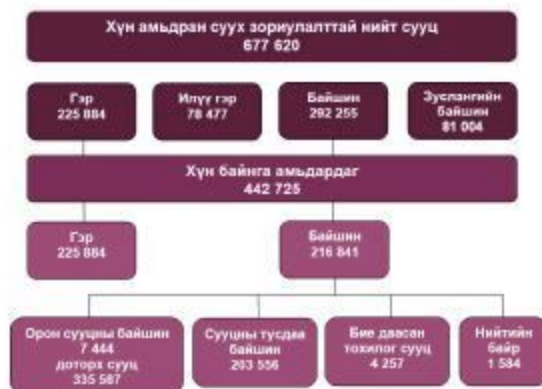 Хүн амьдран суух зориулалттай нийт сууц
677 620
Гэр
225 884
Илүү гэр
78 477
Байшин
292 255
Зуслангийн
байшин
81 004
Хүн байнга амьдардаг
442 725
Гэр
225 884
Байшин
216 841
Орон сууцны байшин
7 444
доторх сууц
335 587
Сууцны тусдаа
байшин
203 556
Бие даасан
тохилог сууц
4 257
Нийтийн
байр
1 584